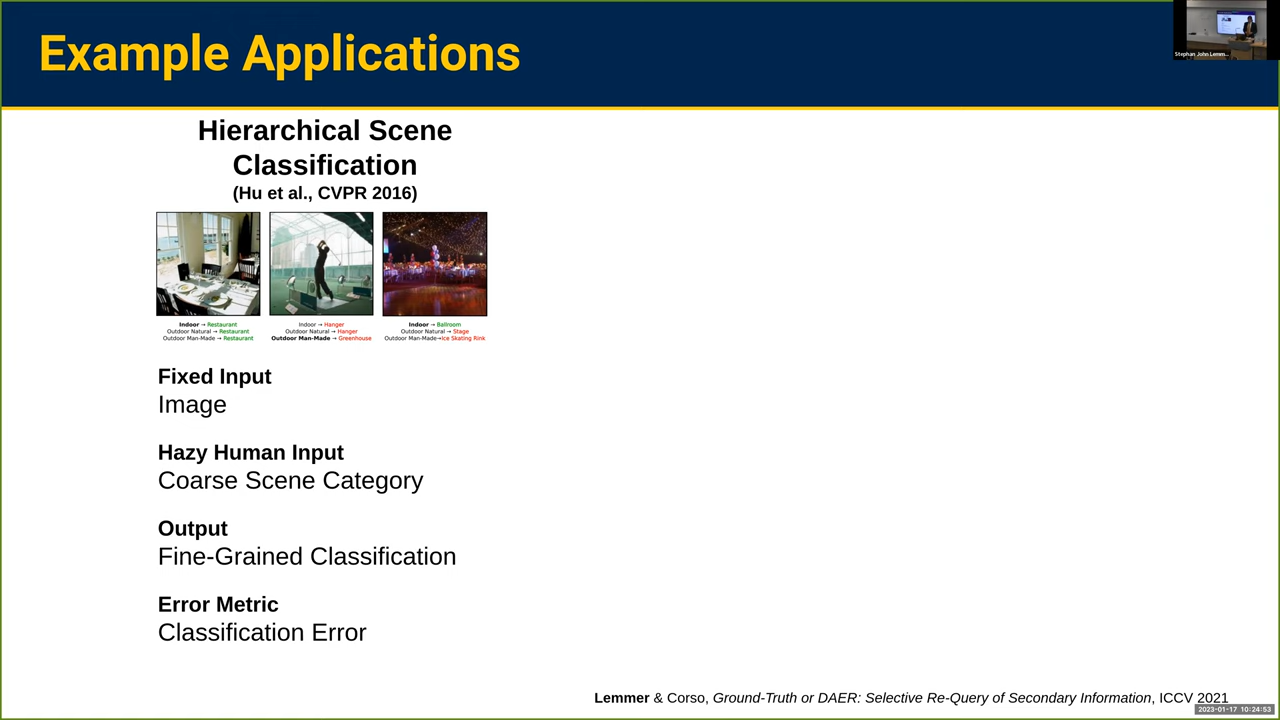 Example Applications
Stephan John Lemm...
Hierarchical Scene
Classification
(Hu et al., CVPR 2016)
Indoor → Restaurant
Outdoor Natural → Restaurant
Outdoor Man-Made → Restaurant
Indoor → Hanger
Outdoor Natural → Hanger
Outdoor Man-Made → Greenhouse
Indoor → Ballroom
Outdoor Natural → Stage
Outdoor Man-Made→Ice Skating Rink
Fixed Input
Image
Hazy Human Input
Coarse Scene Category
Output
Fine-Grained Classification
Error Metric
Classification Error
Lemmer & Corso, Ground-Truth or DAER: Selective Re-Query of Secondary Information, ICCV 2021
2023-01-17 10:24:53